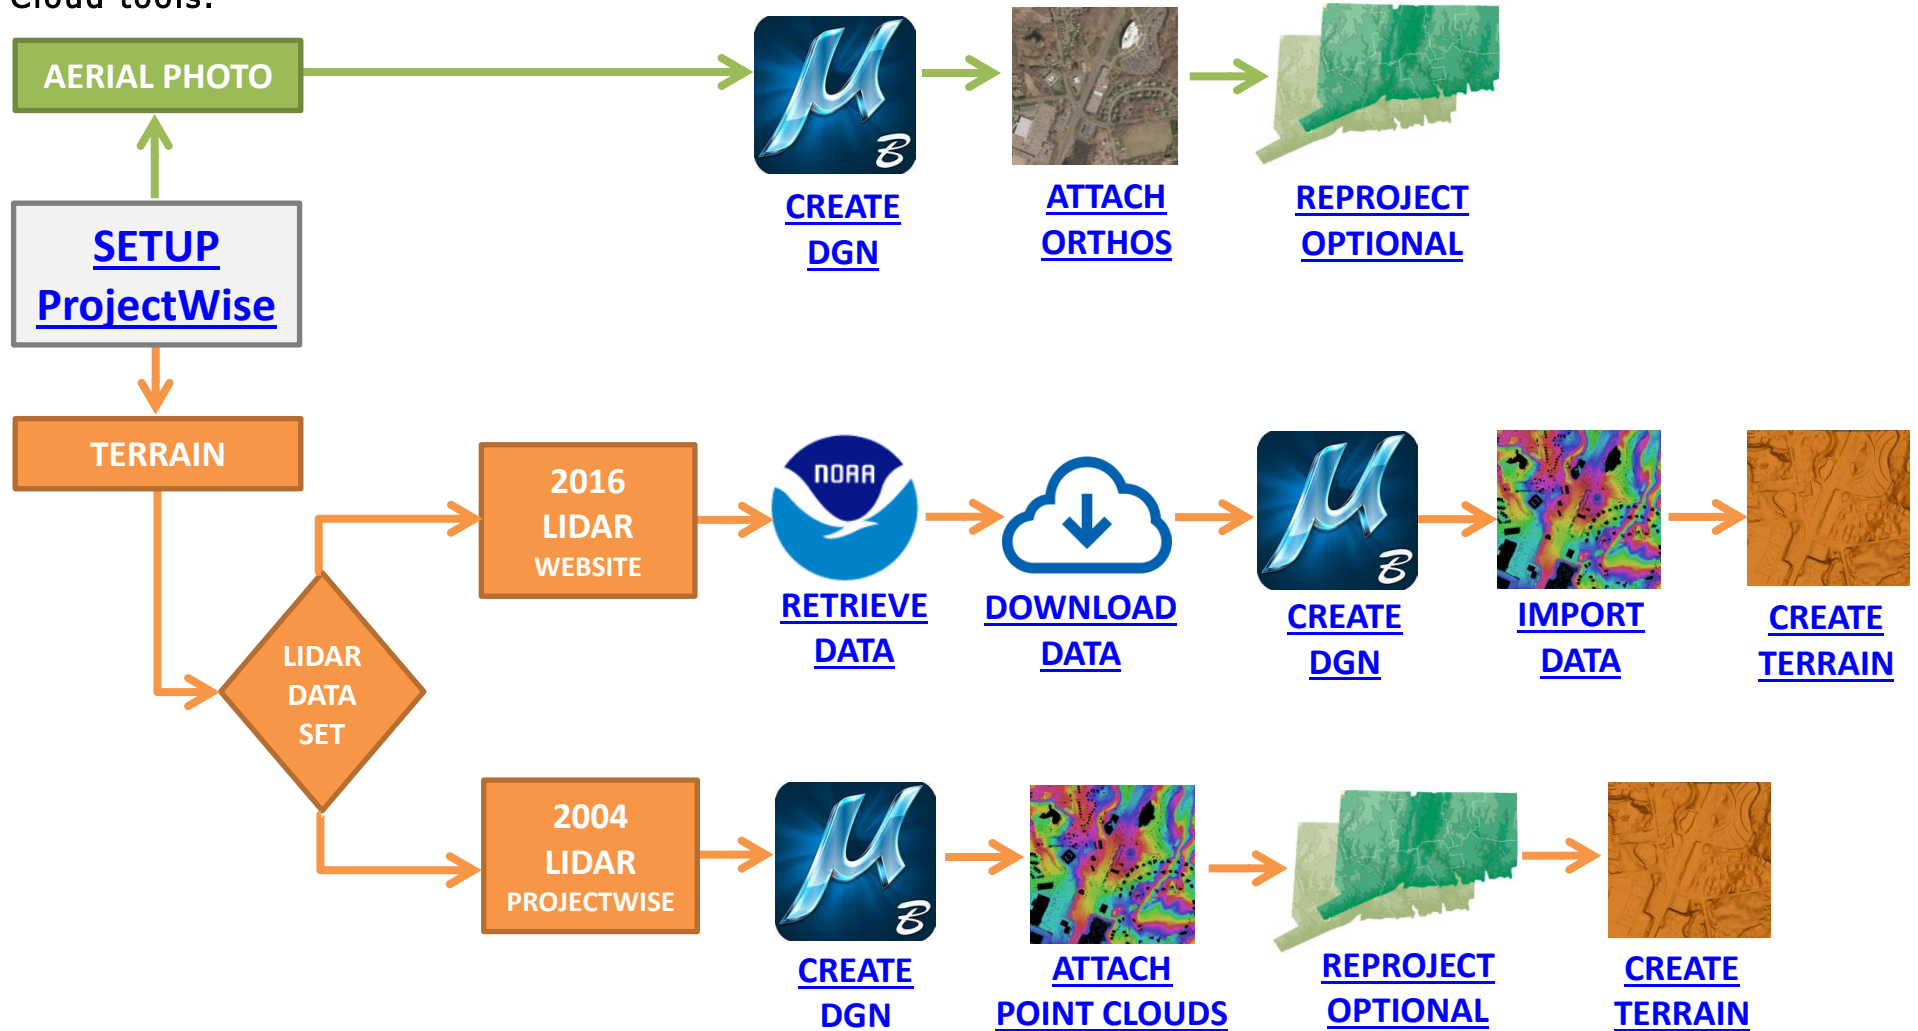 Cloud tools.
AERIAL PHOTO
CREATE
DGN
ATTACH
ORTHOS
REPROJECT
OPTIONAL
SETUP
ProjectWise
TERRAIN
LIDAR
DATA
SET
2016
LIDAR
WEBSITE
NOAA
RETRIEVE
DATA
DOWNLOAD
DATA
B
CREATE
DGN
IMPORT
DATA
CREATE
TERRAIN
2004
LIDAR
PROJECTWISE
B
CREATE
DGN
ATTACH
POINT CLOUDS
REPROJECT
OPTIONAL
CREATE
TERRAIN